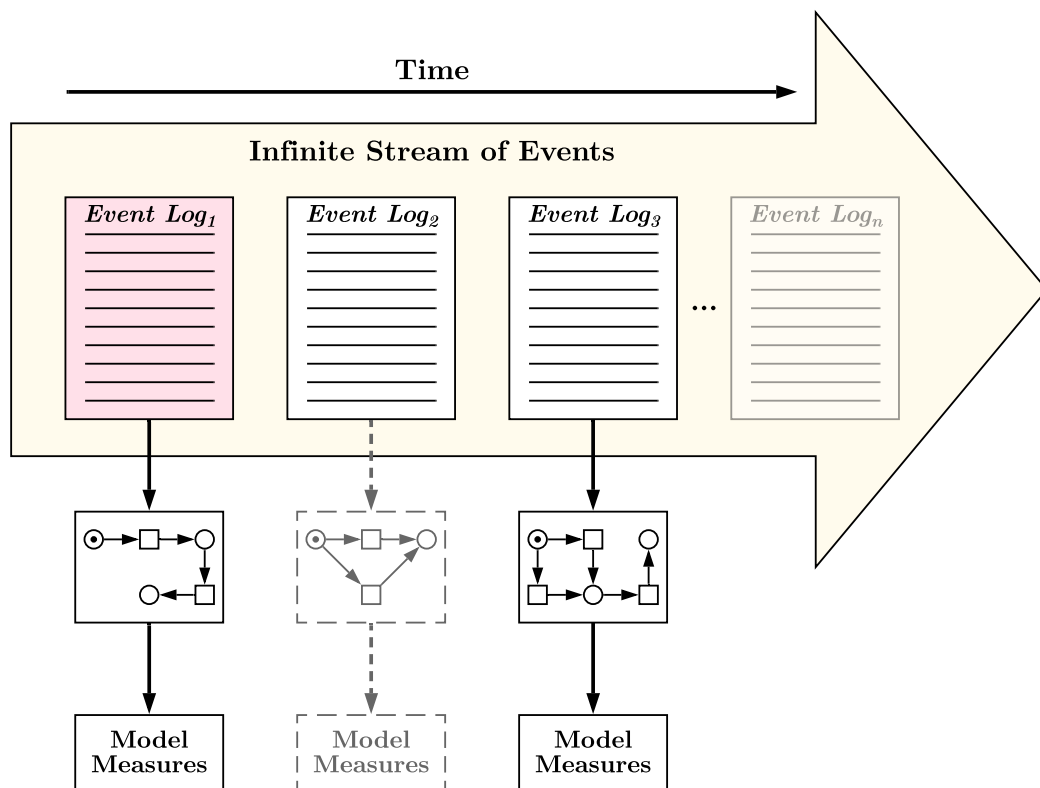 Time
Infinite Stream of Events
Event Log₁
Event Log₂
Event Log₃
Event Logₙ
...
Model
Measures
Model
Measures
Model
Measures